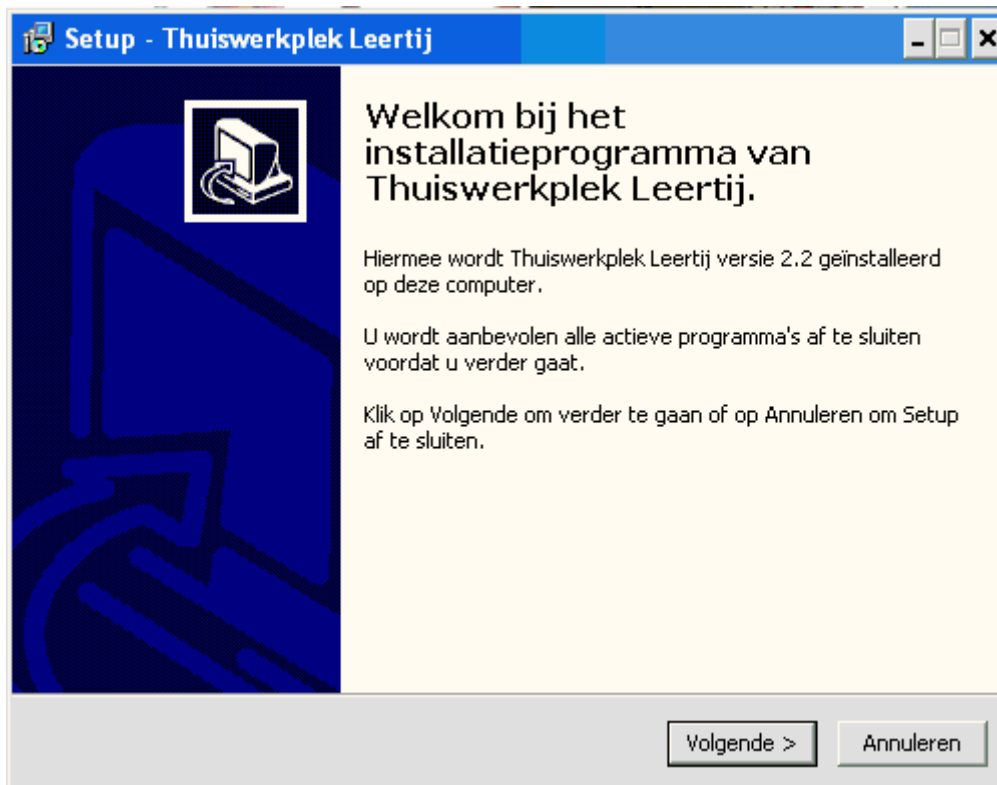 Setup - Thuiswerkplek Leertij
Welkom bij het
installatieprogramma van
Thuiswerkplek Leertij.
Hiermee wordt Thuiswerkplek Leertij versie 2.2 geïnstalleerd
op deze computer.
U wordt aanbevolen alle actieve programma's af te sluiten
voordat u verder gaat.
Klik op Volgende om verder te gaan of op Annuleren om Setup
af te sluiten.
Volgende >
Annuleren